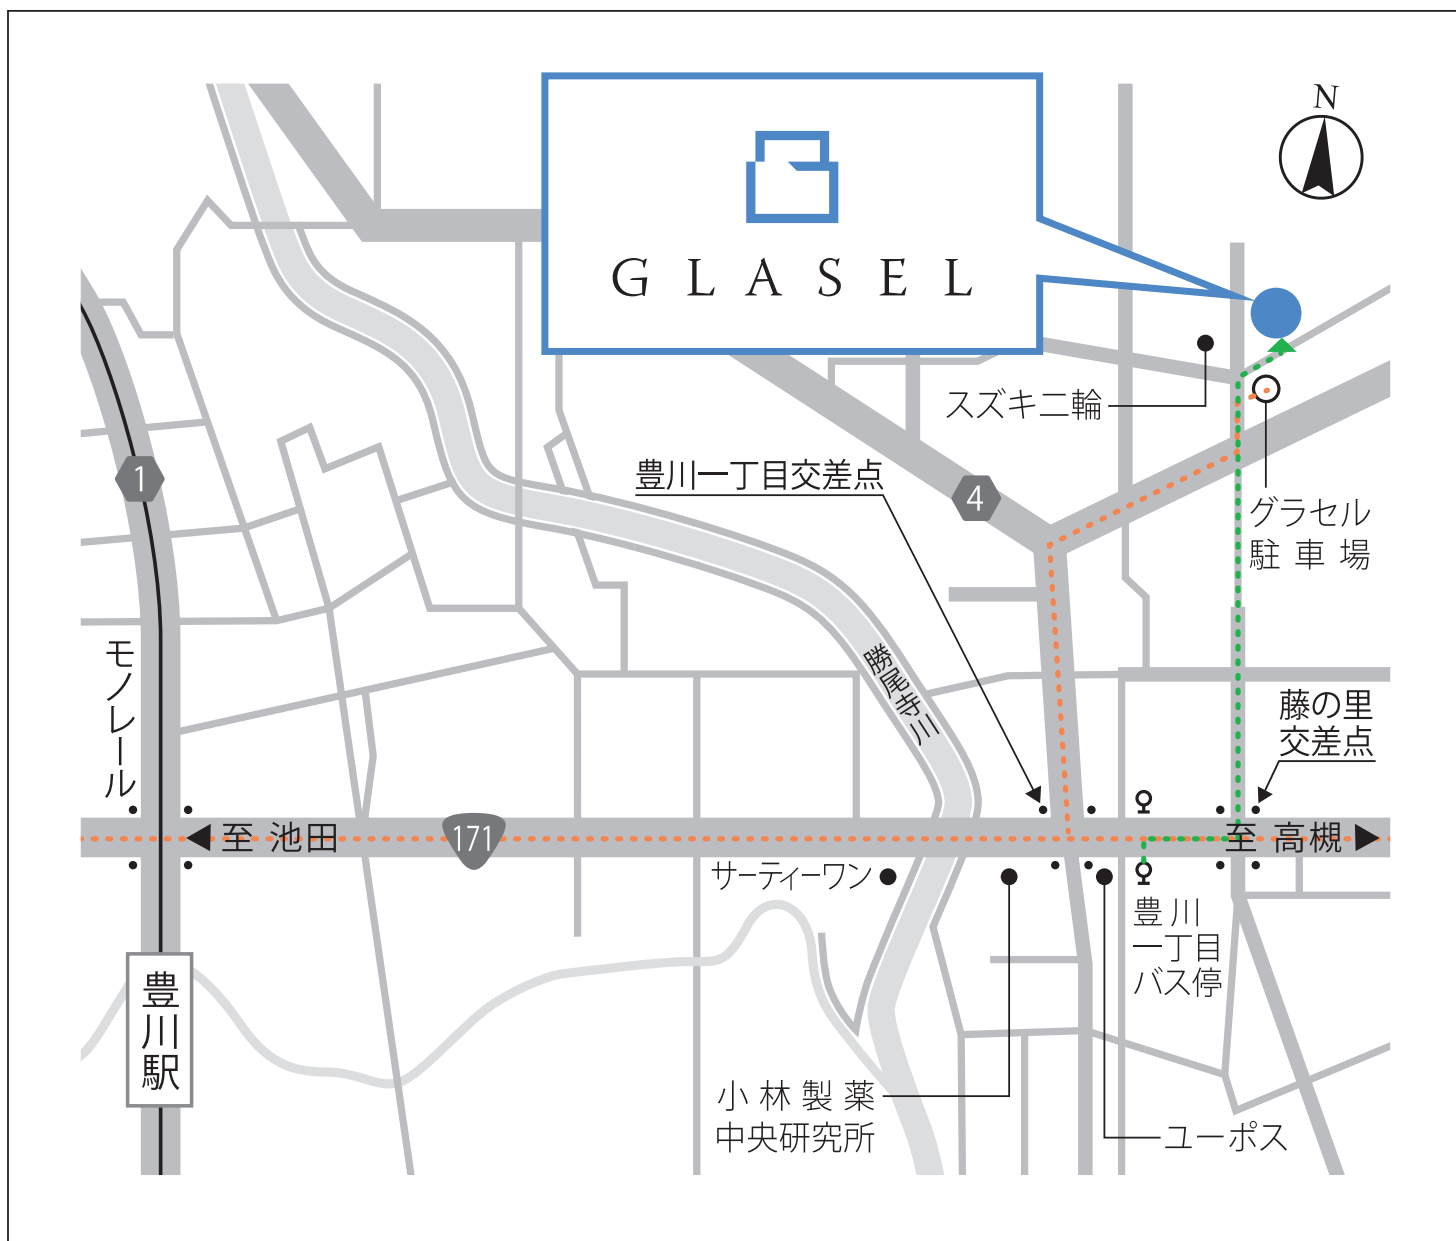 N
G L A S E L
スズキ二輪
豊川一丁目交差点
1
4
グラセル
駐車場
モノレール
勝尾寺川
藤の里
交差点
至 池田
171
至 高槻
サーティーワン
豊川
一丁目
バス停
豊川駅
小林製薬
中央研究所
ユーポス